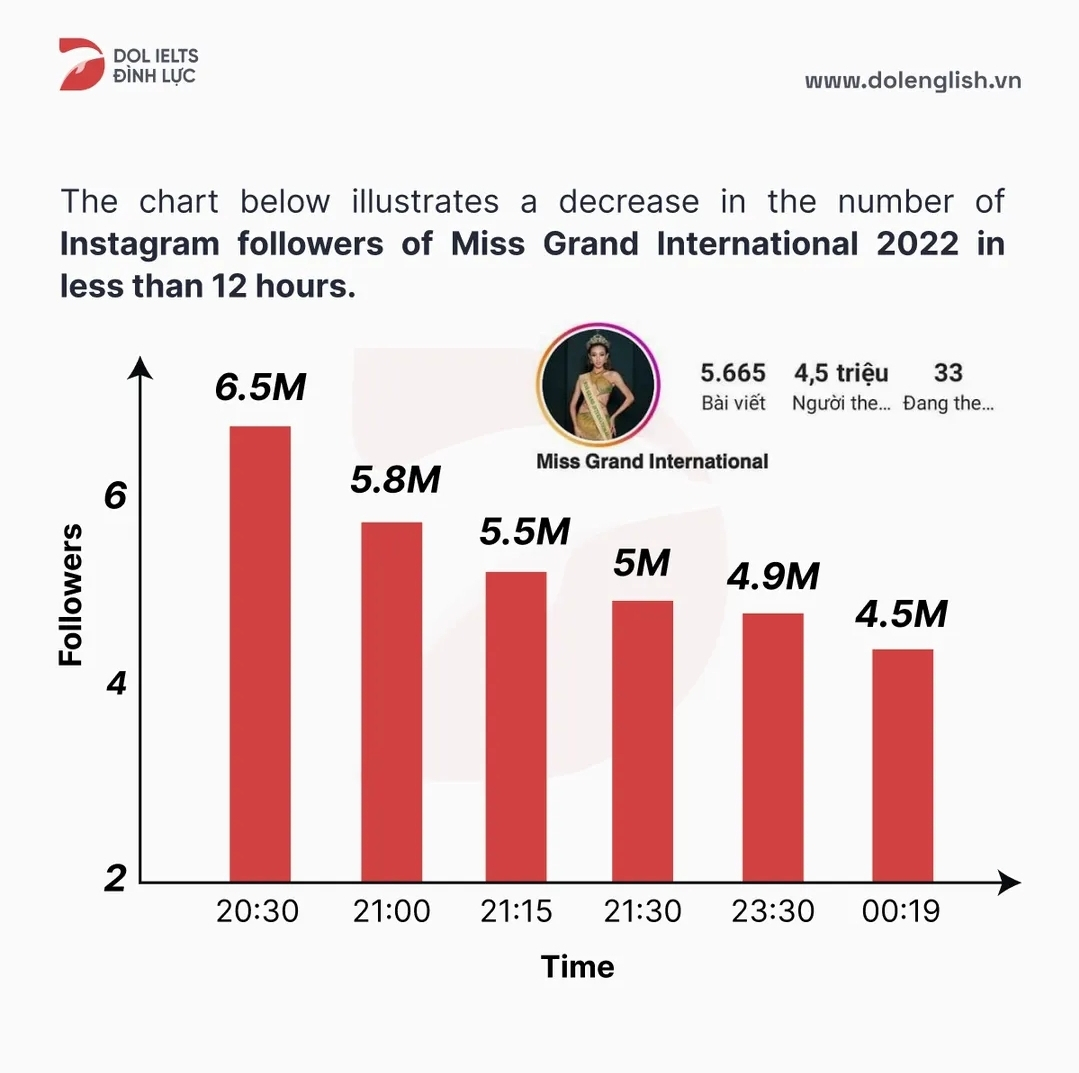 DOL IELTS
ĐÌNH LỰC
www.dolenglish.vn
The chart below illustrates a decrease in the number of
Instagram followers of Miss Grand International 2022 in
less than 12 hours.
5.665 4,5 triệu 33
Bài viết Người the... Đang the...
Miss Grand International
6.5M
5.8M
5.5M
5M
4.9M
4.5M
Followers
6
4
2
20:30 21:00 21:15 21:30 23:30 00:19
Time